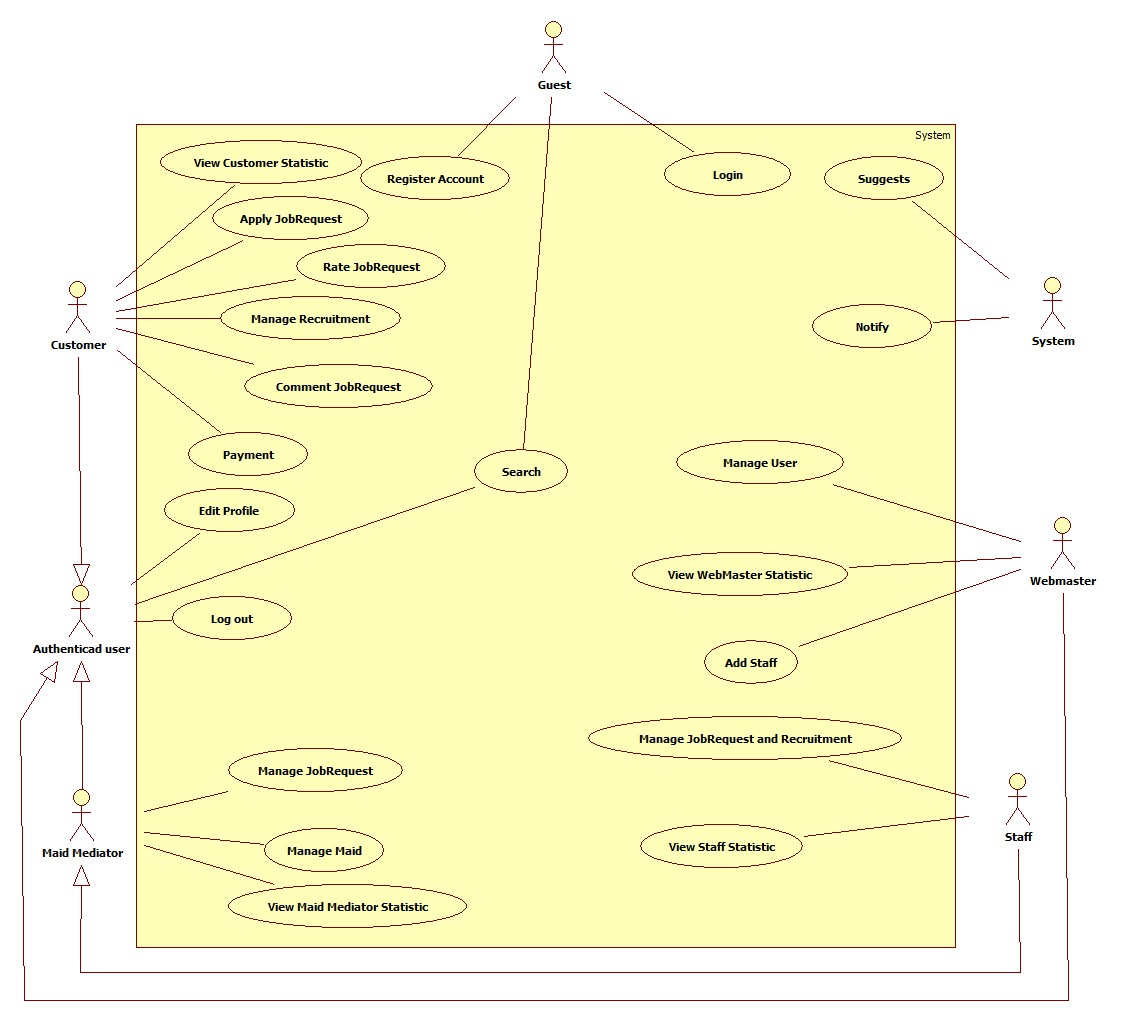 Guest
System
View Customer Statistic
Register Account
Login
Suggests
Apply JobRequest
Rate JobRequest
Manage Recruitment
Notify
System
Customer
Comment JobRequest
Payment
Search
Manage User
Edit Profile
View WebMaster Statistic
Webmaster
Log out
Authenticad user
Add Staff
Manage JobRequest and Recruitment
Manage JobRequest
Staff
Maid Mediator
Manage Maid
View Staff Statistic
View Maid Mediator Statistic